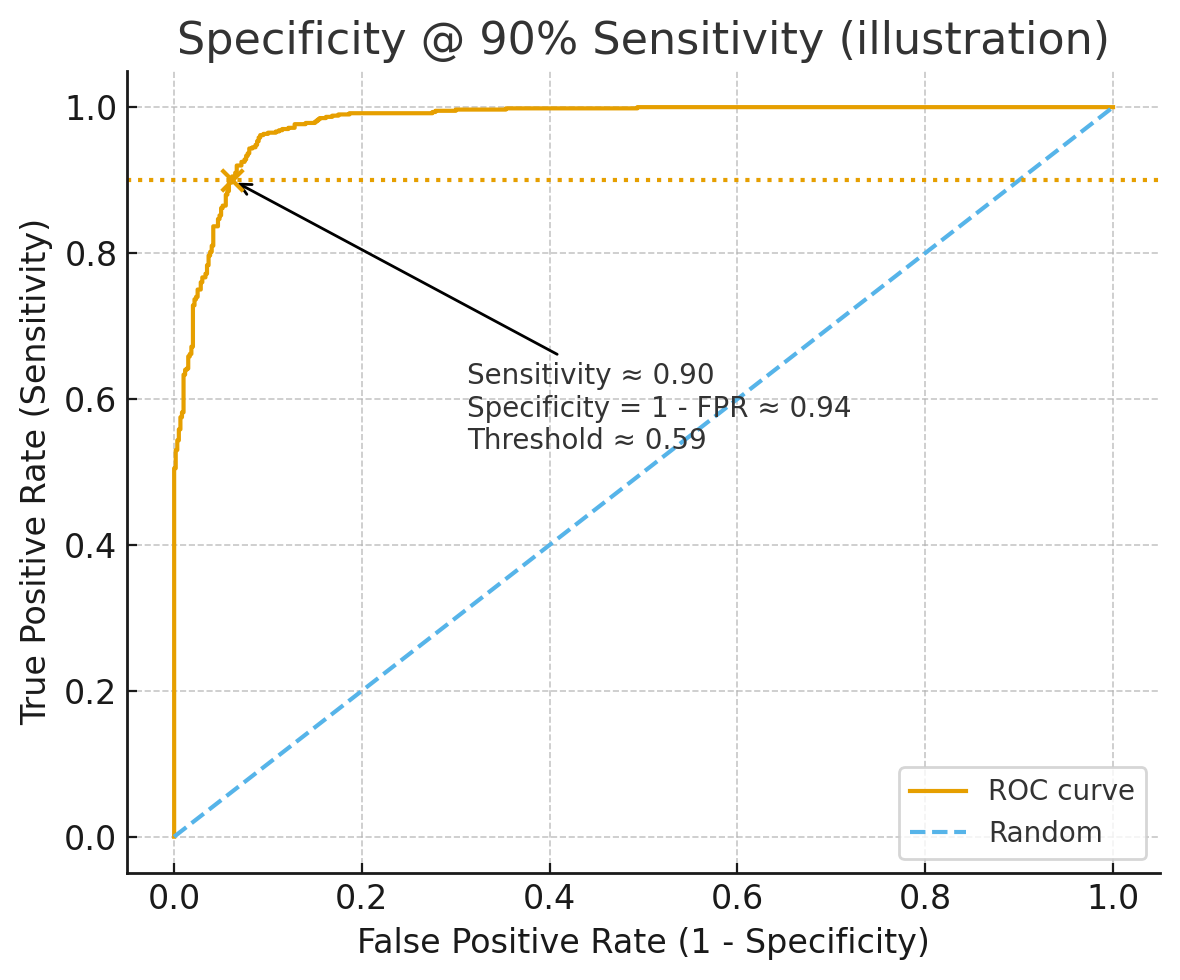 Specificity @ 90% Sensitivity (illustration)
True Positive Rate (Sensitivity)
1.0
0.8
0.6
0.4
0.2
0.0
Sensitivity ≈ 0.90
Specificity = 1 - FPR ≈ 0.94
Threshold ≈ 0.59
ROC curve
Random
0.0 0.2 0.4 0.6 0.8 1.0
False Positive Rate (1 - Specificity)